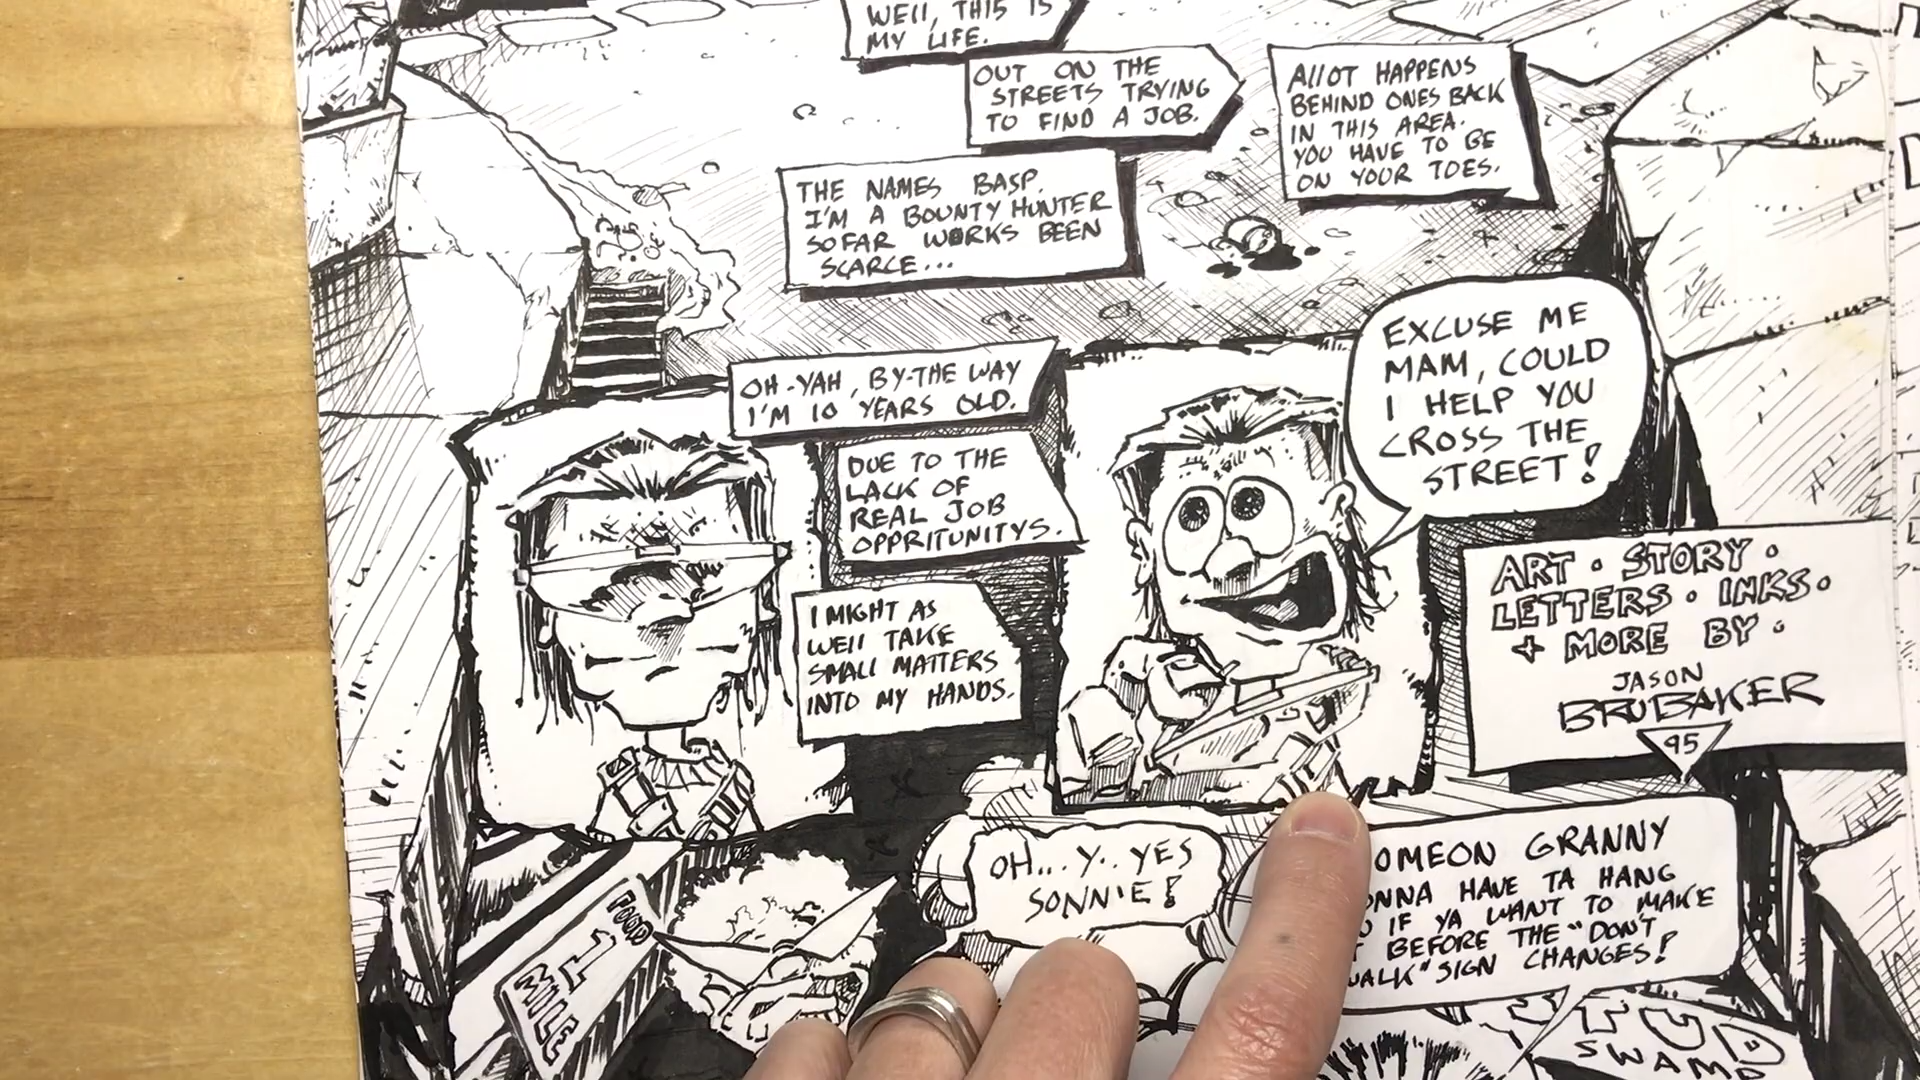 WEll, THIS IS
MY LIFE.
OUT ON THE
STREETS TRYING
TO FIND A JOB.
AllOT HAPPENS
BEHIND ONES BACK
IN THIS AREA.
YOU HAVE TO BE
ON YOUR TOES.
THE NAMES BASP.
I'M A BOUNTY HUNTER
SOFAR WORKS BEEN
SCARCE...
OH-YAH, BY-THE WAY
I'M 10 YEARS OLD.
DUE TO THE
LACK OF
REAL JOB
OPPRITUNITYS.
I MIGHT AS
WEll TAKE
SMAll MATTERS
INTO MY HANDS.
EXCUSE ME
MAM, COULD
I HELP YOU
CROSS THE
STREET!
ART · STORY ·
LETTERS · INKS ·
+ MORE BY ·
JASON
BRUBAKER
95
OH... Y.. YES
SONNIE!
OMEON GRANNY
ONNA HAVE TA HANG
IF YA WANT TO MAKE
BEFORE THE "DON'T
WALK" SIGN CHANGES!
FOOD
1
MILE
TUD
SWAMP